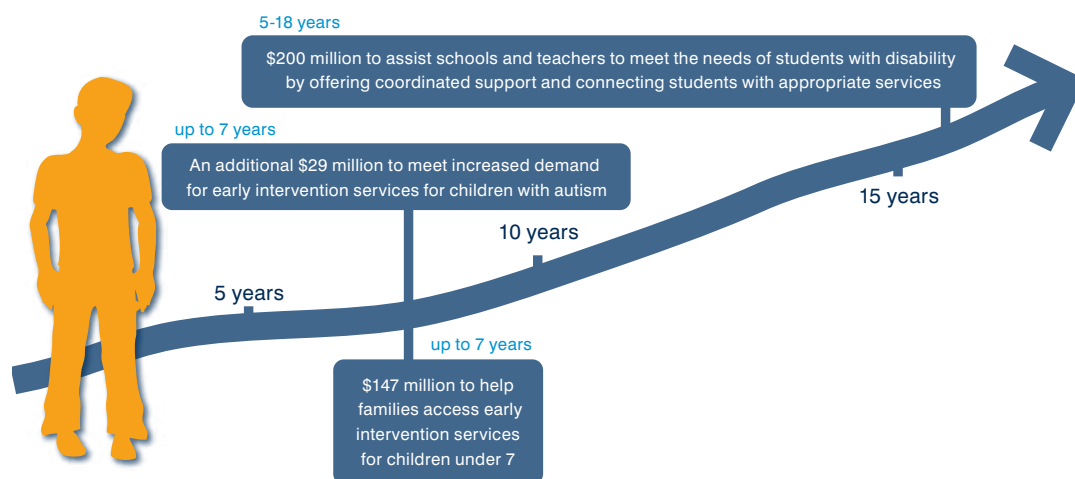 5-18 years
$200 million to assist schools and teachers to meet the needs of students with disability
by offering coordinated support and connecting students with appropriate services
up to 7 years
An additional $29 million to meet increased demand
for early intervention services for children with autism
15 years
10 years
5 years
up to 7 years
$147 million to help
families access early
intervention services
for children under 7